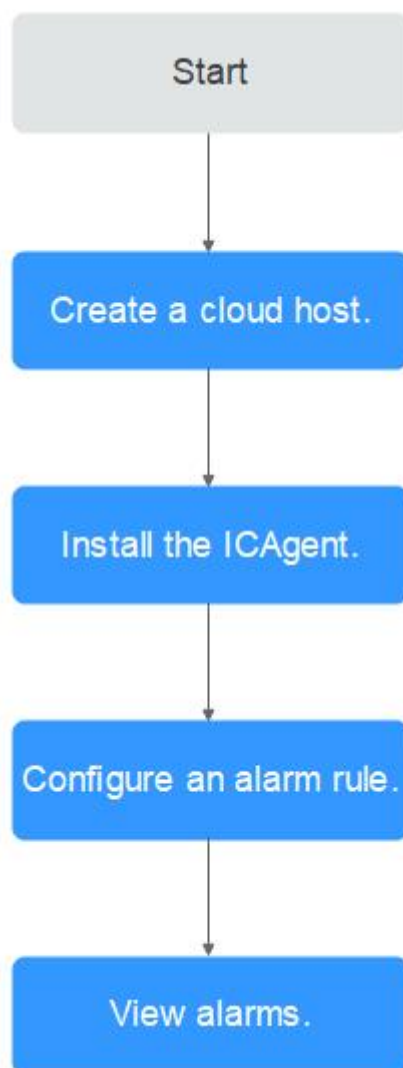 Start
Create a cloud host.
Install the ICAgent.
Configure an alarm rule.
View alarms.